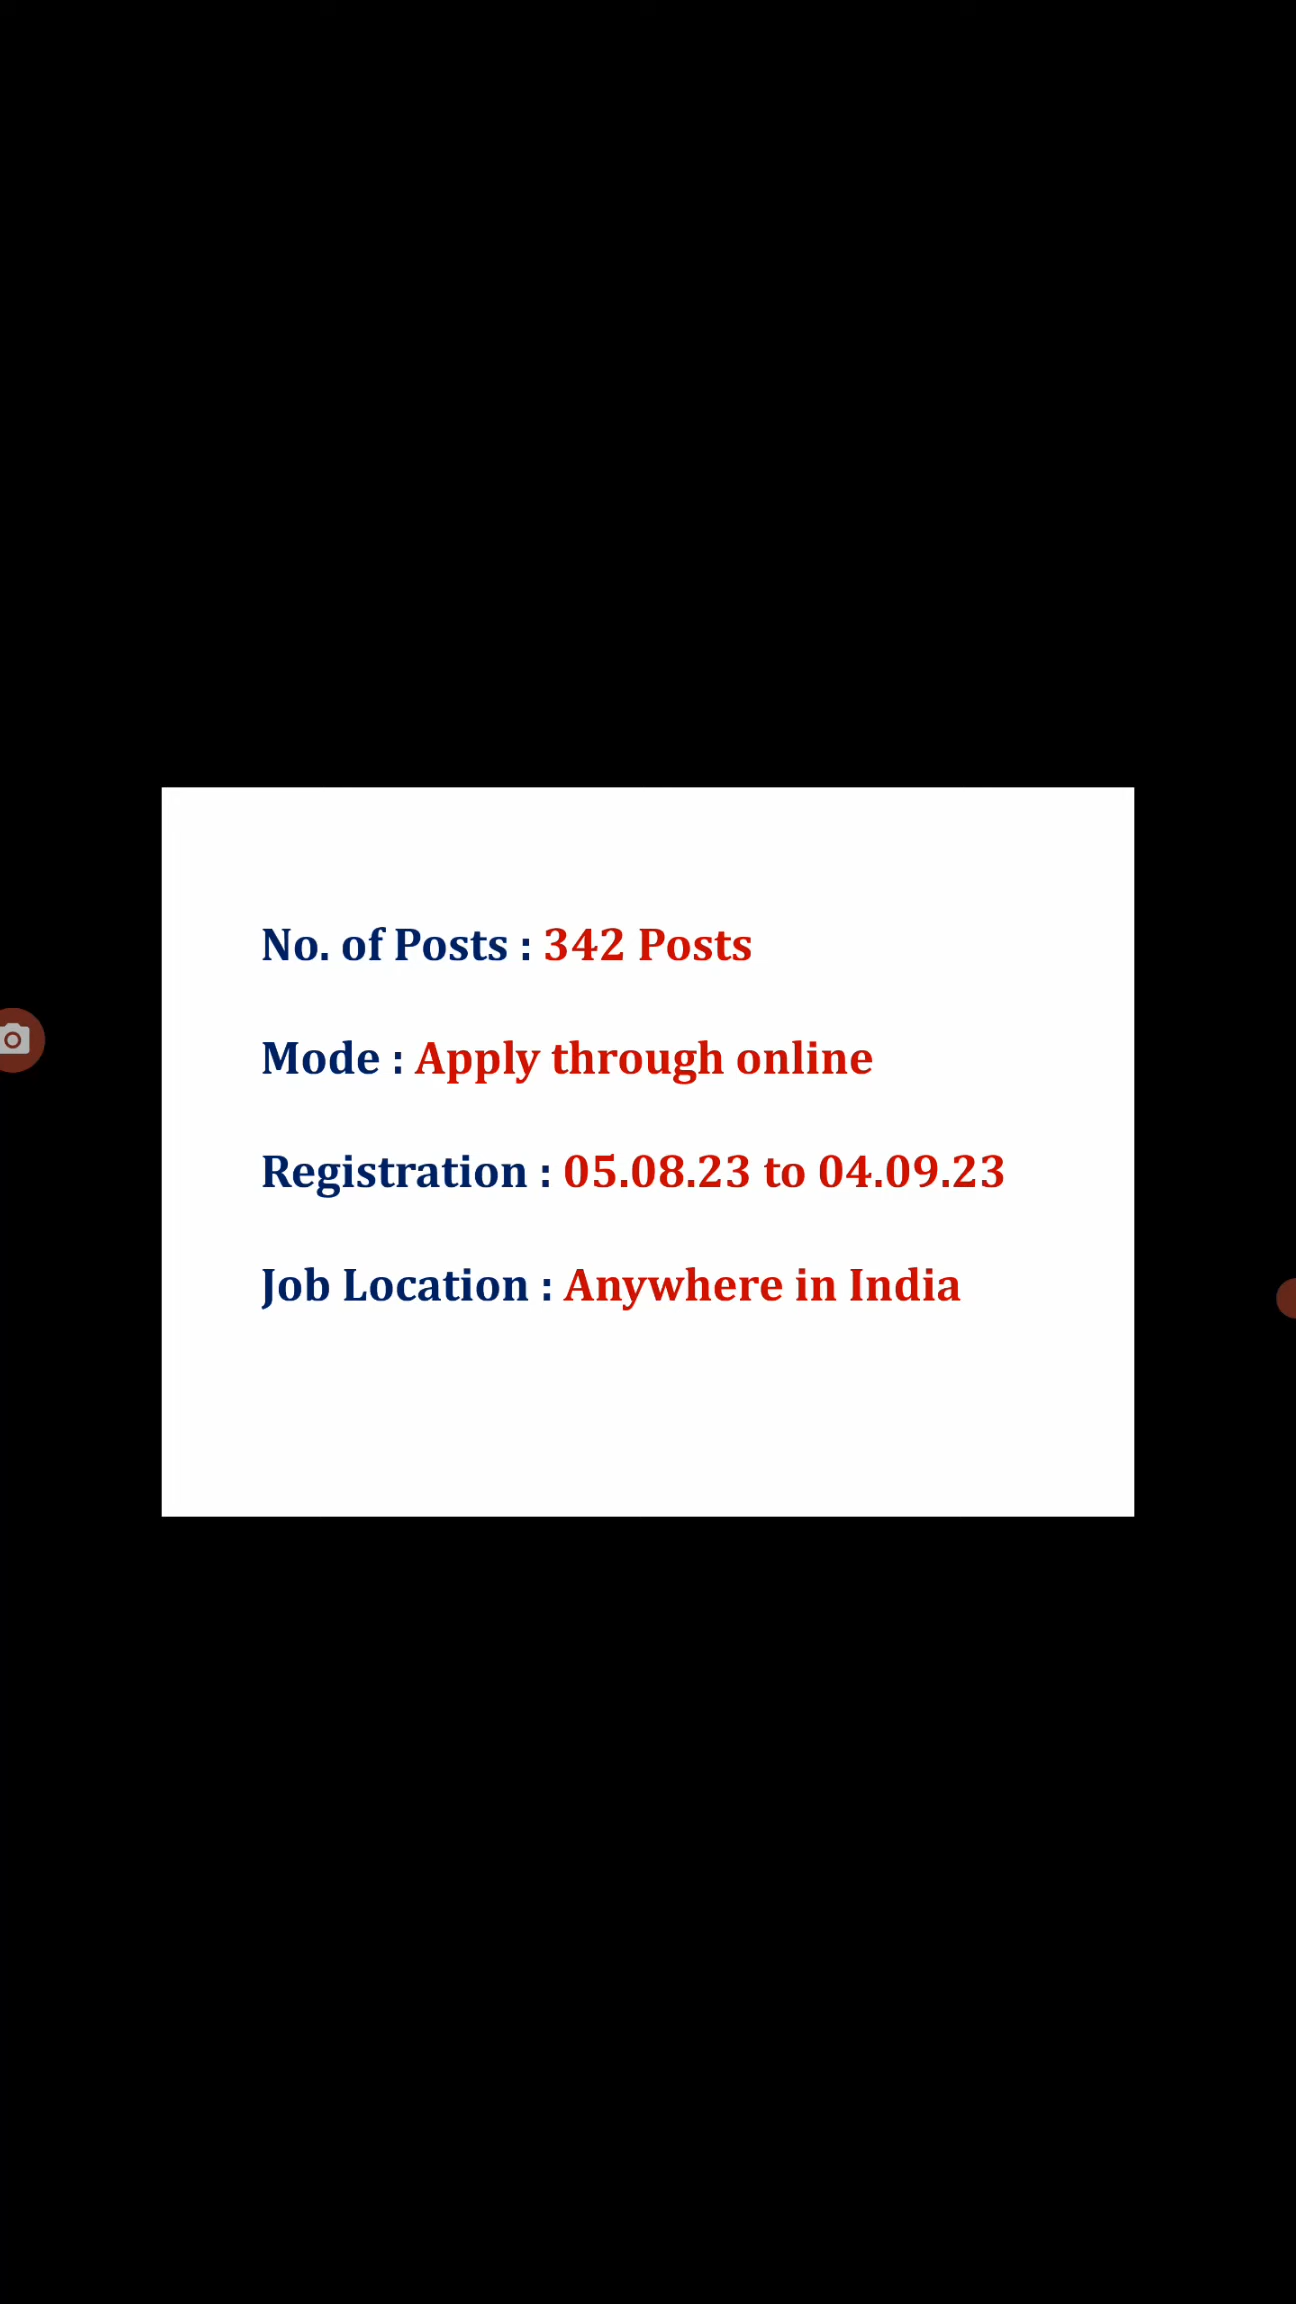 No. of Posts : 342 Posts
Mode : Apply through online
Registration : 05.08.23 to 04.09.23
Job Location : Anywhere in India